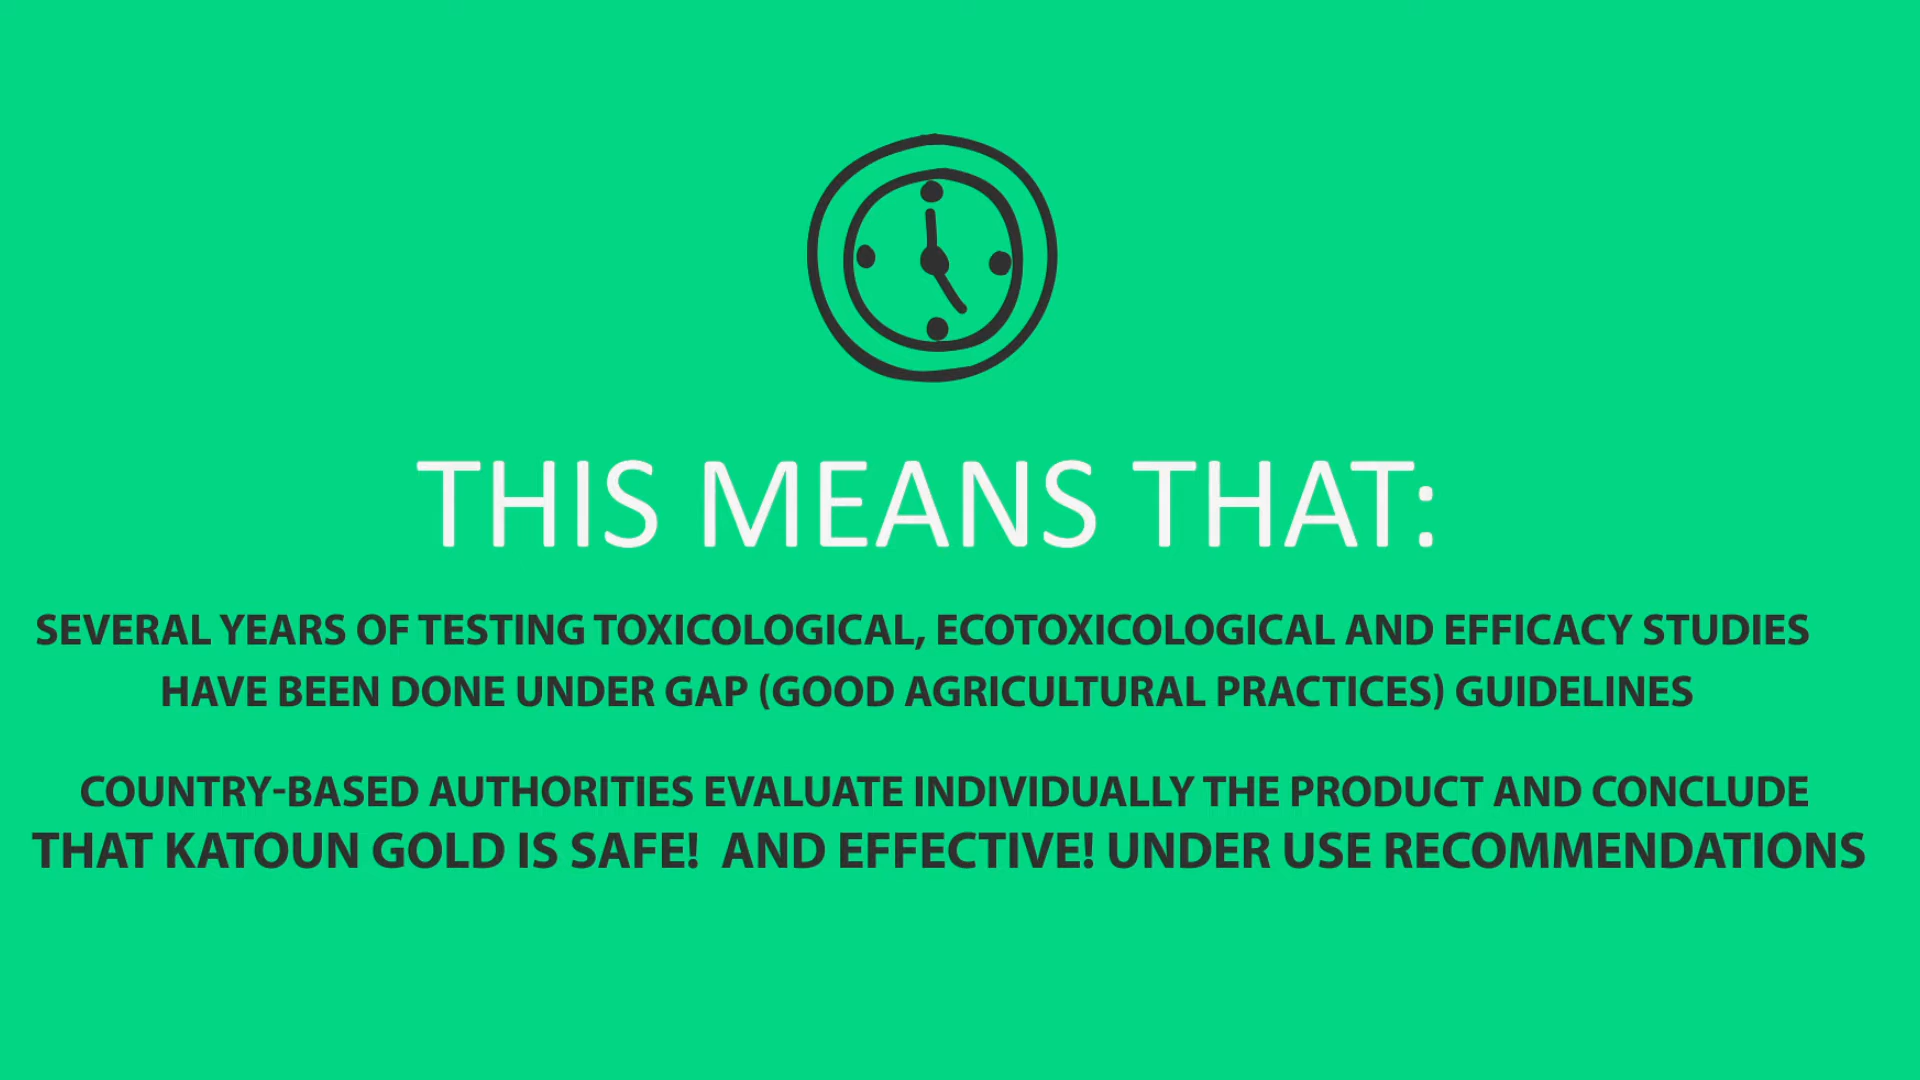 THIS MEANS THAT:
SEVERAL YEARS OF TESTING TOXICOLOGICAL, ECOTOXICOLOGICAL AND EFFICACY STUDIES
HAVE BEEN DONE UNDER GAP (GOOD AGRICULTURAL PRACTICES) GUIDELINES
COUNTRY-BASED AUTHORITIES EVALUATE INDIVIDUALLY THE PRODUCT AND CONCLUDE
THAT KATOUN GOLD IS SAFE! AND EFFECTIVE! UNDER USE RECOMMENDATIONS